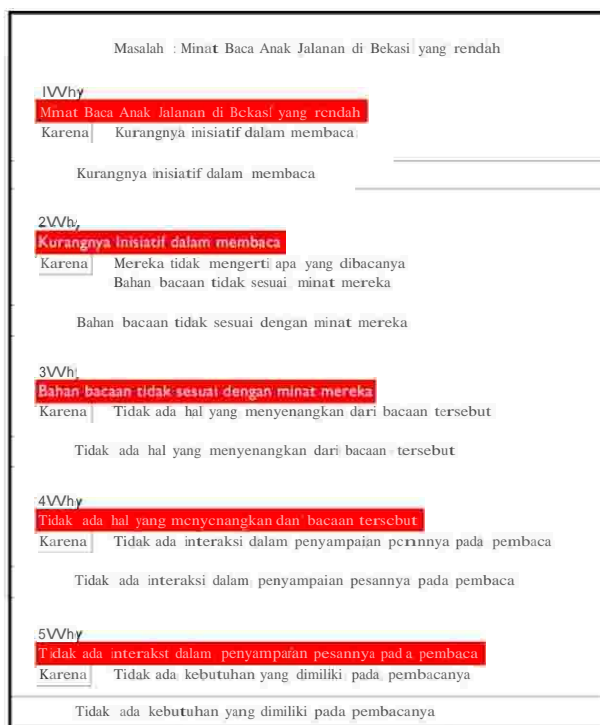 Masalah : Minat Baca Anak Jalanan di Bekasi yang rendah
1Why
Minat Baca Anak Jalanan di Bekasi yang rendah
Karena Kurangnya inisiatif dalam membaca
Kurangnya inisiatif dalam membaca
2Why
Kurangnya Inisiatif dalam membaca
Karena Mereka tidak mengerti apa yang dibacanya
Bahan bacaan tidak sesuai minat mereka
Bahan bacaan tidak sesuai dengan minat mereka
3Why
Bahan bacaan tidak sesuai dengan minat mereka
Karena Tidak ada hal yang menyenangkan dari bacaan tersebut
Tidak ada hal yang menyenangkan dari bacaan tersebut
4Why
Tidak ada hal yang menyenangkan dari bacaan tersebut
Karena Tidak ada interaksi dalam penyampaian pada pembaca
Tidak ada interaksi dalam penyampaian pesannya pada pembaca
5Why
Tidak ada interaksi dalam penyampaian pesannya pada pembaca
Karena Tidak ada kebutuhan yang dimiliki pada pembacanya
Tidak ada kebutuhan yang dimiliki pada pembacanya